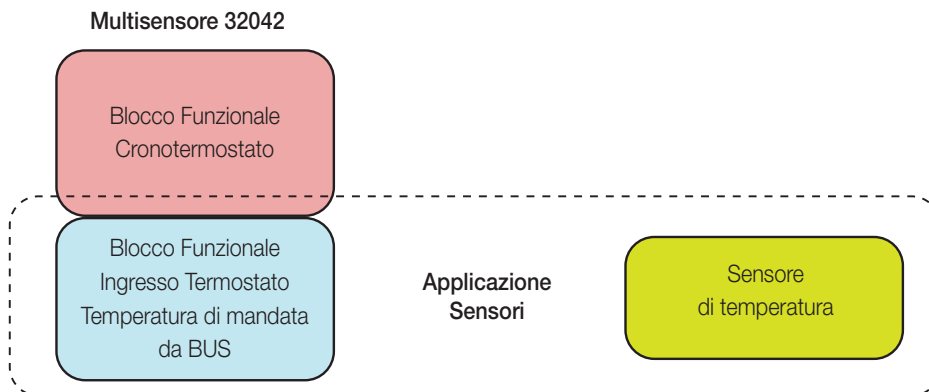 Multisensore 32042
Blocco Funzionale
Cronotermostato
Blocco Funzionale
Ingresso Termostato
Temperatura di mandata
da BUS
Applicazione
Sensori
Sensore
di temperatura